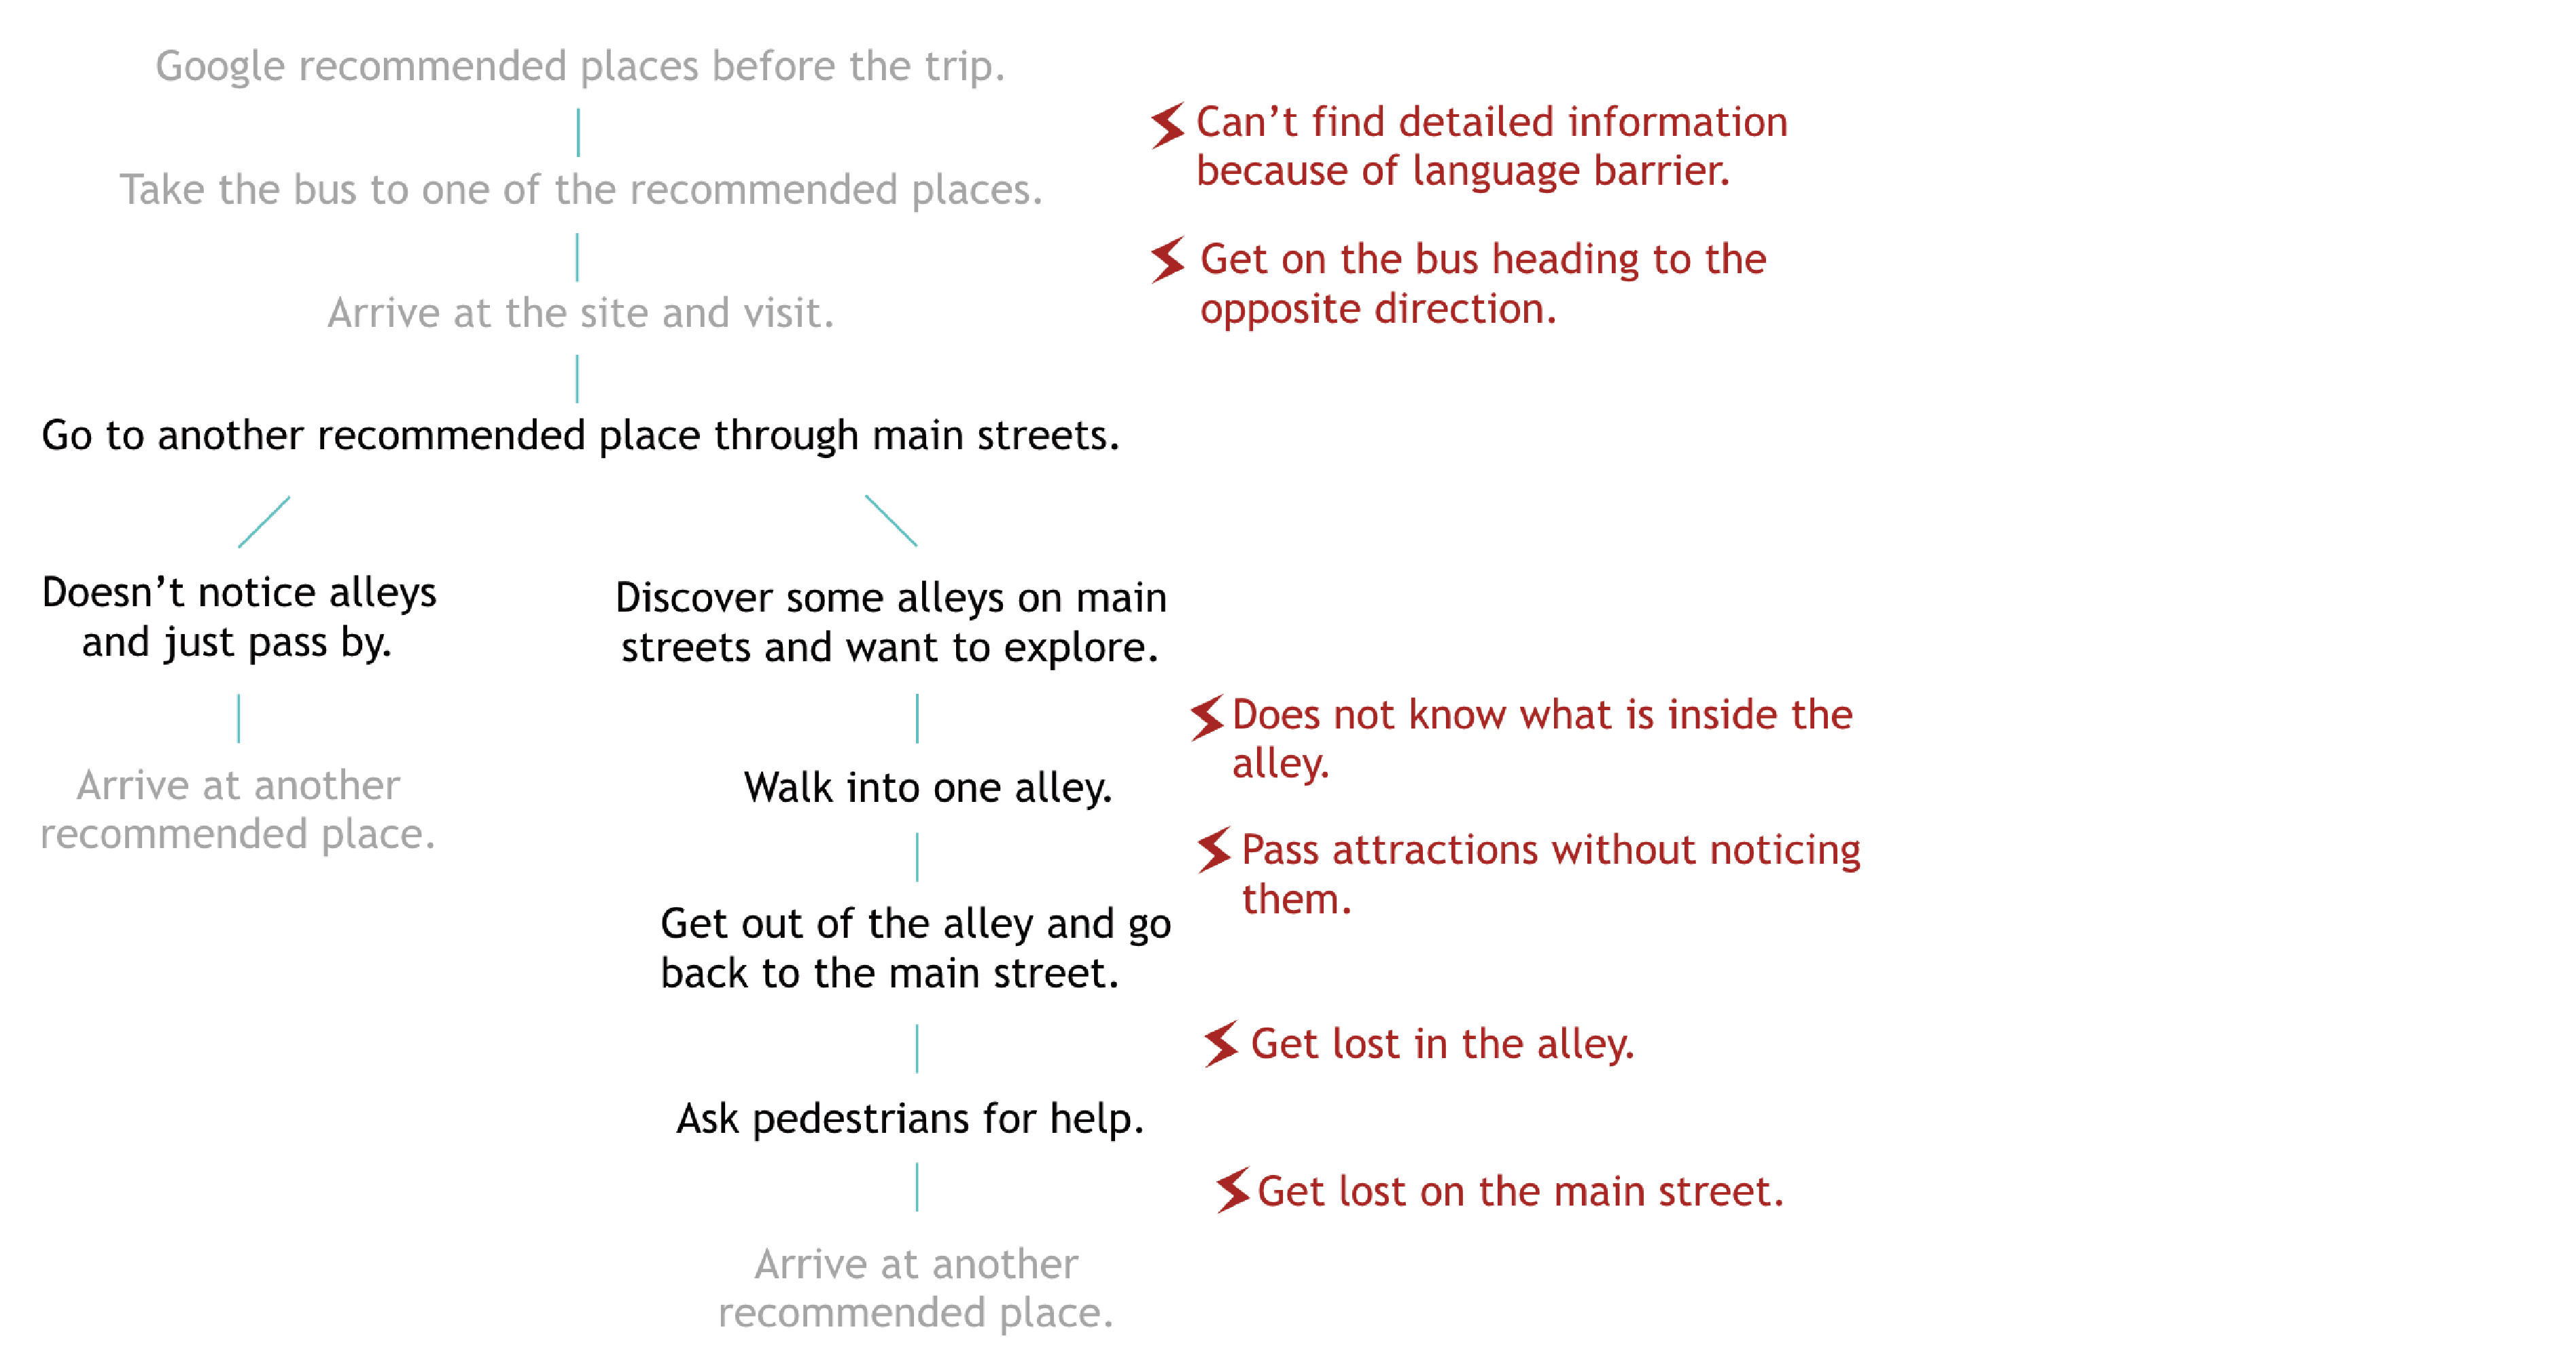 Google recommended places before the trip.
Can’t find detailed information
because of language barrier.
Take the bus to one of the recommended places.
Get on the bus heading to the
opposite direction.
Arrive at the site and visit.
Go to another recommended place through main streets.
Doesn’t notice alleys
and just pass by.
Arrive at another
recommended place.
Discover some alleys on main
streets and want to explore.
Does not know what is inside the
alley.
Walk into one alley.
Pass attractions without noticing
them.
Get out of the alley and go
back to the main street.
Get lost in the alley.
Ask pedestrians for help.
Get lost on the main street.
Arrive at another
recommended place.